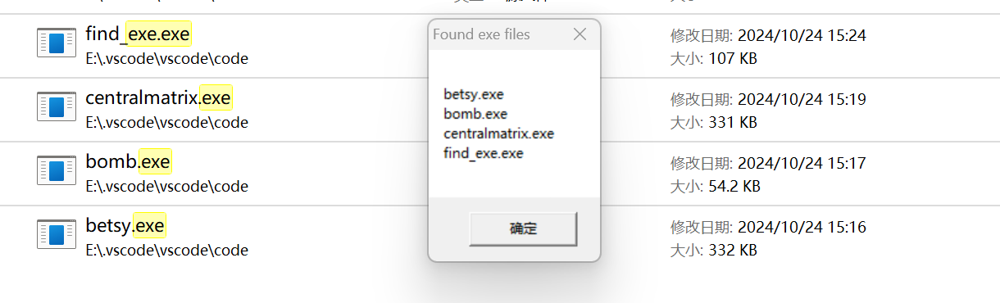 find_exe.exe
E:\.vscode\vscode\code
修改日期: 2024/10/24 15:24
大小: 107 KB
centralmatrix.exe
E:\.vscode\vscode\code
修改日期: 2024/10/24 15:19
大小: 331 KB
bomb.exe
E:\.vscode\vscode\code
修改日期: 2024/10/24 15:17
大小: 54.2 KB
betsy.exe
E:\.vscode\vscode\code
修改日期: 2024/10/24 15:16
大小: 332 KB
Found exe files
betsy.exe
bomb.exe
centralmatrix.exe
find_exe.exe
确定